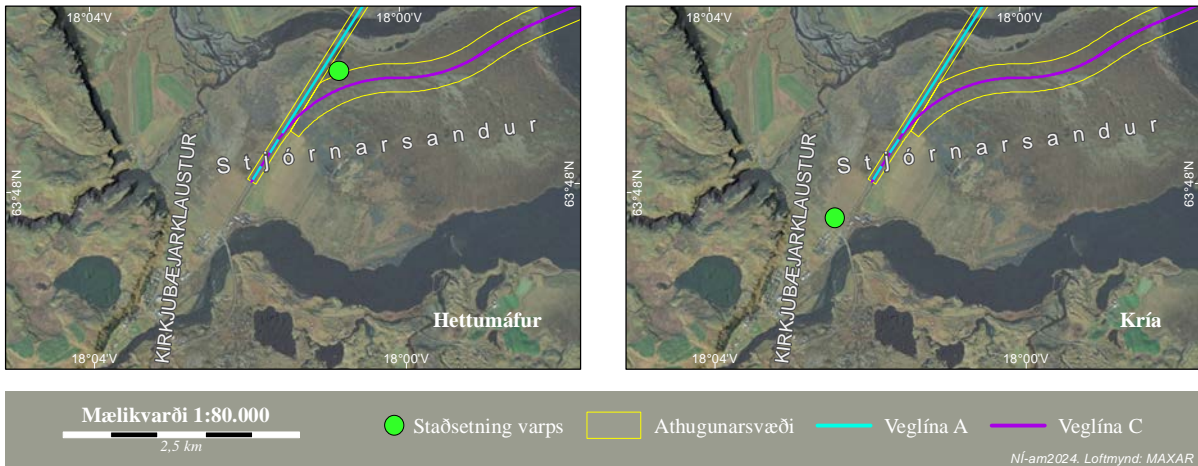 18°04'V
18°00'V
63°48'N
63°48'N
Stjórnarsandur
KIRKJUBÆJARKLAUSTUR
Hettumáfur
18°04'V
18°00'V
18°04'V
18°00'V
63°48'N
63°48'N
Stjórnarsandur
KIRKJUBÆJARKLAUSTUR
Kría
18°04'V
18°00'V
Mælikvarði 1:80.000
2,5 km
Staðsetning varps
Athugunarsvæði
Veglína A
Veglína C
NÍ-am2024. Loftmynd: MAXAR